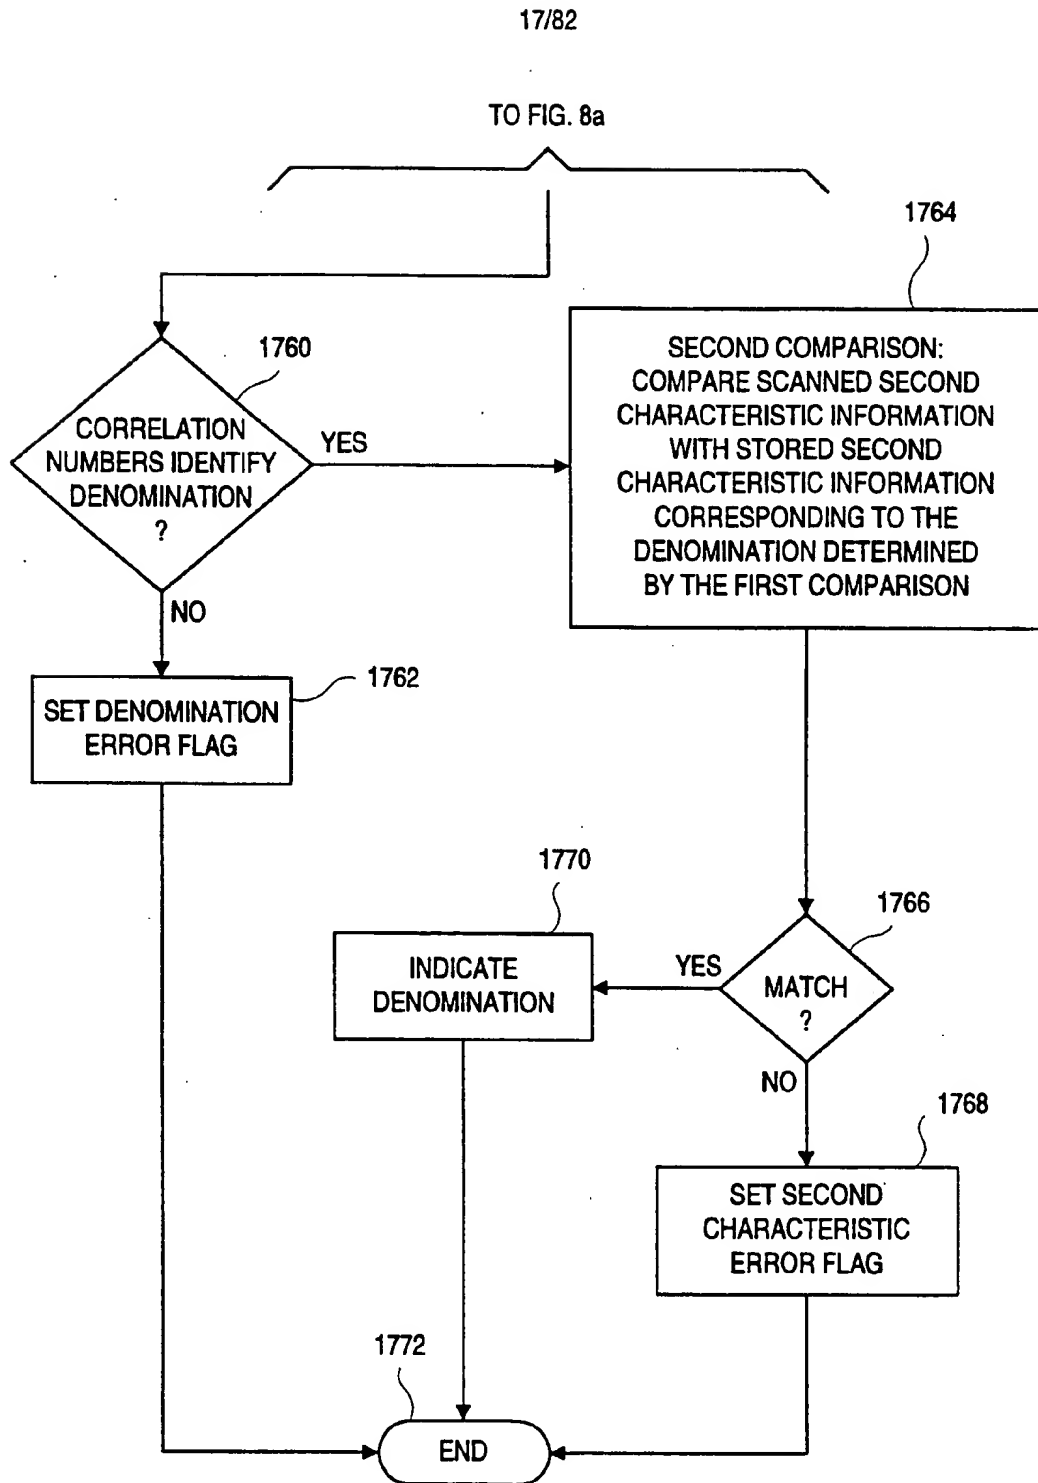 17/82
TO FIG. 8a
1764
1760
CORRELATION
NUMBERS IDENTIFY
DENOMINATION
?
YES
NO
SECOND COMPARISON:
COMPARE SCANNED SECOND
CHARACTERISTIC INFORMATION
WITH STORED SECOND
CHARACTERISTIC INFORMATION
CORRESPONDING TO THE
DENOMINATION DETERMINED
BY THE FIRST COMPARISON
1762
SET DENOMINATION
ERROR FLAG
1770
INDICATE
DENOMINATION
1766
YES
MATCH
?
NO
1768
SET SECOND
CHARACTERISTIC
ERROR FLAG
1772
END